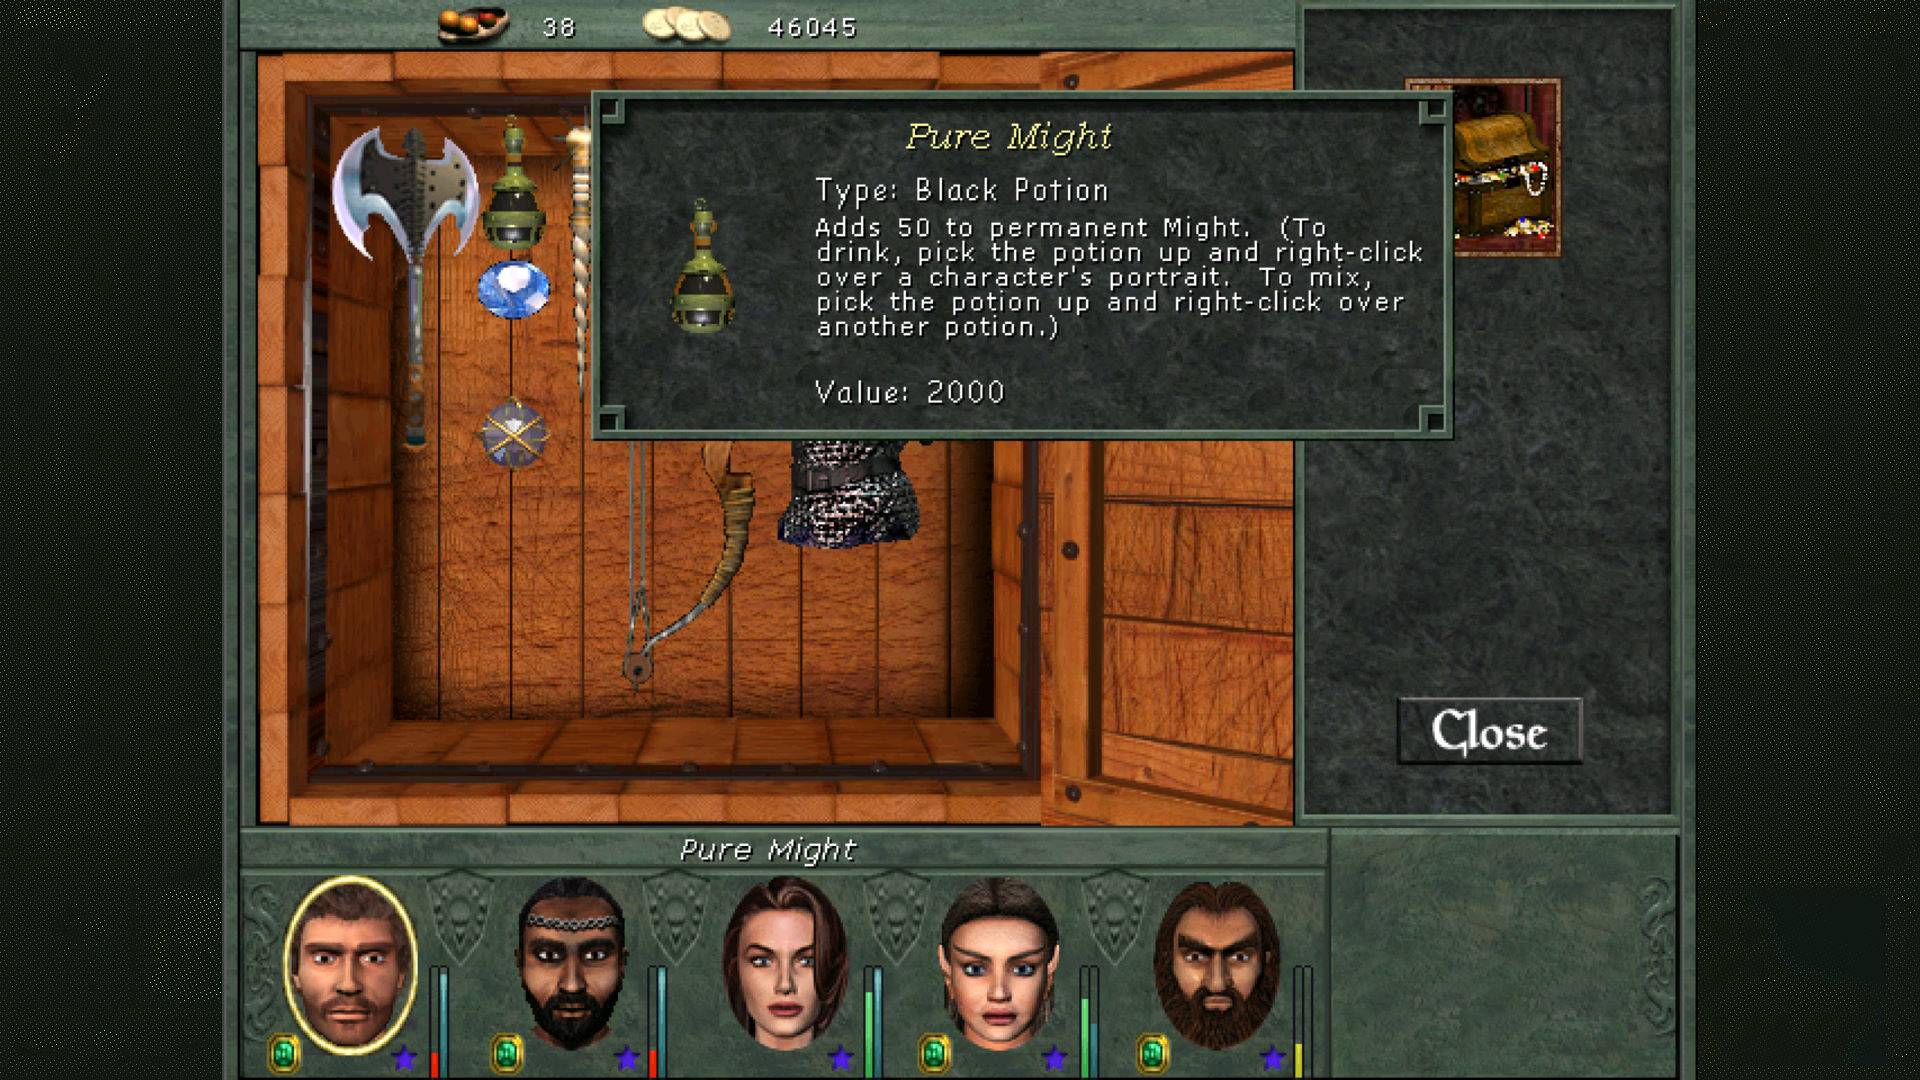 38 46045
Pure Might
Type: Black Potion
Adds 50 to permanent Might. (To
drink, pick the potion up and right-click
over a character's portrait. To mix,
pick the potion up and right-click over
another potion.)
Value: 2000
Close
Pure Might